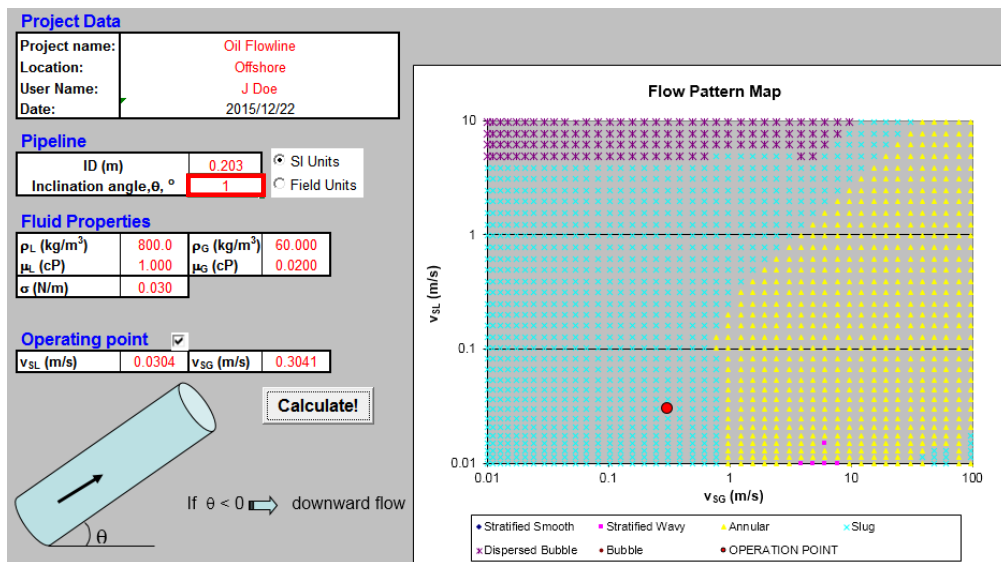 Project Data
Project name: Oil Flowline
Location: Offshore
User Name: J Doe
Date: 2015/12/22
Pipeline
ID (m) 0.203
Inclination angle,θ, º 1
SI Units
Field Units
Fluid Properties
ρL (kg/m³) 800.0 ρG (kg/m³) 60.000
μL (cP) 1.000 μG (cP) 0.0200
σ (N/m) 0.030
Operating point
vSL (m/s) 0.0304 vSG (m/s) 0.3041
Calculate!
If θ < 0 downward flow
θ
Flow Pattern Map
10
1
0.1
0.01
vSL (m/s)
0.01 0.1 1 10 100
vSG (m/s)
Stratified Smooth Stratified Wavy Annular Slug
Dispersed Bubble Bubble OPERATION POINT